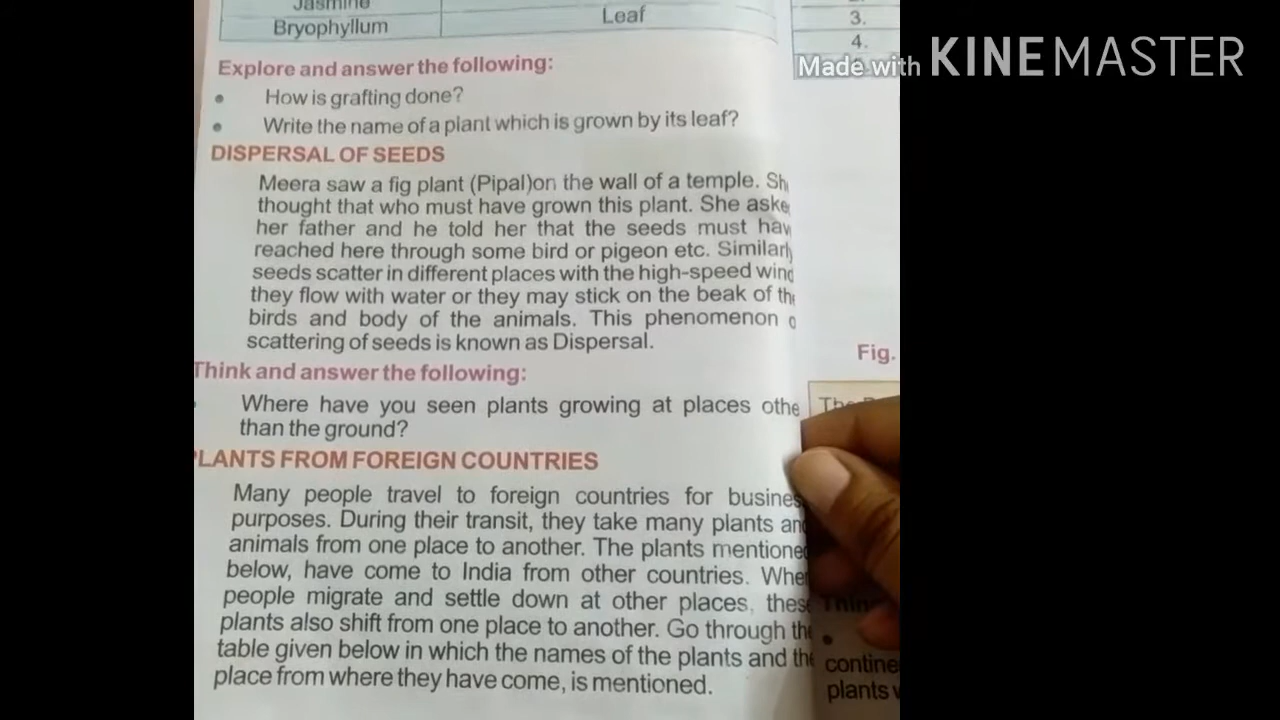 Jasmine
Bryophyllum
Leaf
3.
4.
Made with KINEMASTER
Explore and answer the following:
• How is grafting done?
• Write the name of a plant which is grown by its leaf?
DISPERSAL OF SEEDS
Meera saw a fig plant (Pipal)on the wall of a temple. Sh
thought that who must have grown this plant. She aske
her father and he told her that the seeds must hav
reached here through some bird or pigeon etc. Similarly
seeds scatter in different places with the high-speed wind
they flow with water or they may stick on the beak of the
birds and body of the animals. This phenomenon o
scattering of seeds is known as Dispersal.
Think and answer the following:
Where have you seen plants growing at places othe
than the ground?
PLANTS FROM FOREIGN COUNTRIES
Many people travel to foreign countries for busines
purposes. During their transit, they take many plants and
animals from one place to another. The plants mentioned
below, have come to India from other countries. When
people migrate and settle down at other places, these
plants also shift from one place to another. Go through the
table given below in which the names of the plants and the
place from where they have come, is mentioned.
Fig.
The
Thin
•
contine
plants